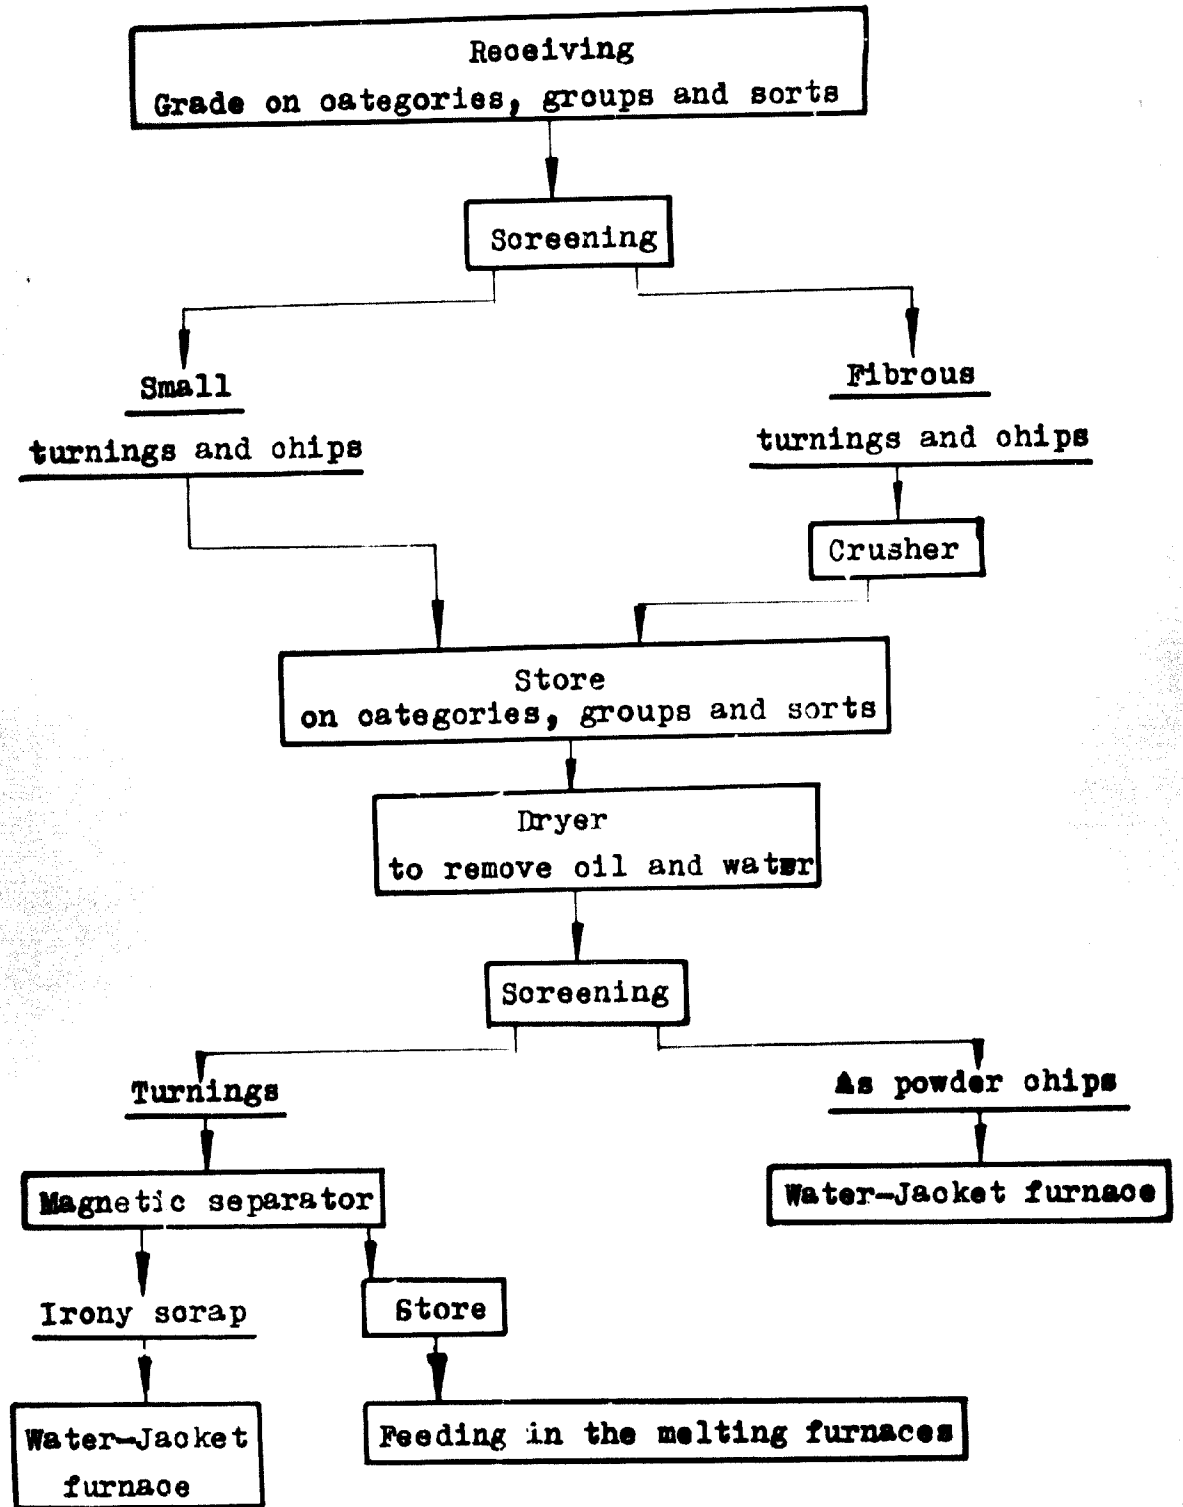 Receiving
Grade on categories, groups and sorts
Screening
Small
turnings and chips
Fibrous
turnings and chips
Crusher
Store
on categories, groups and sorts
Dryer
to remove oil and water
Screening
Turnings
As powder chips
Magnetic separator
Water-Jacket furnace
Irony scrap
Store
Water-Jacket
furnace
Feeding in the melting furnaces